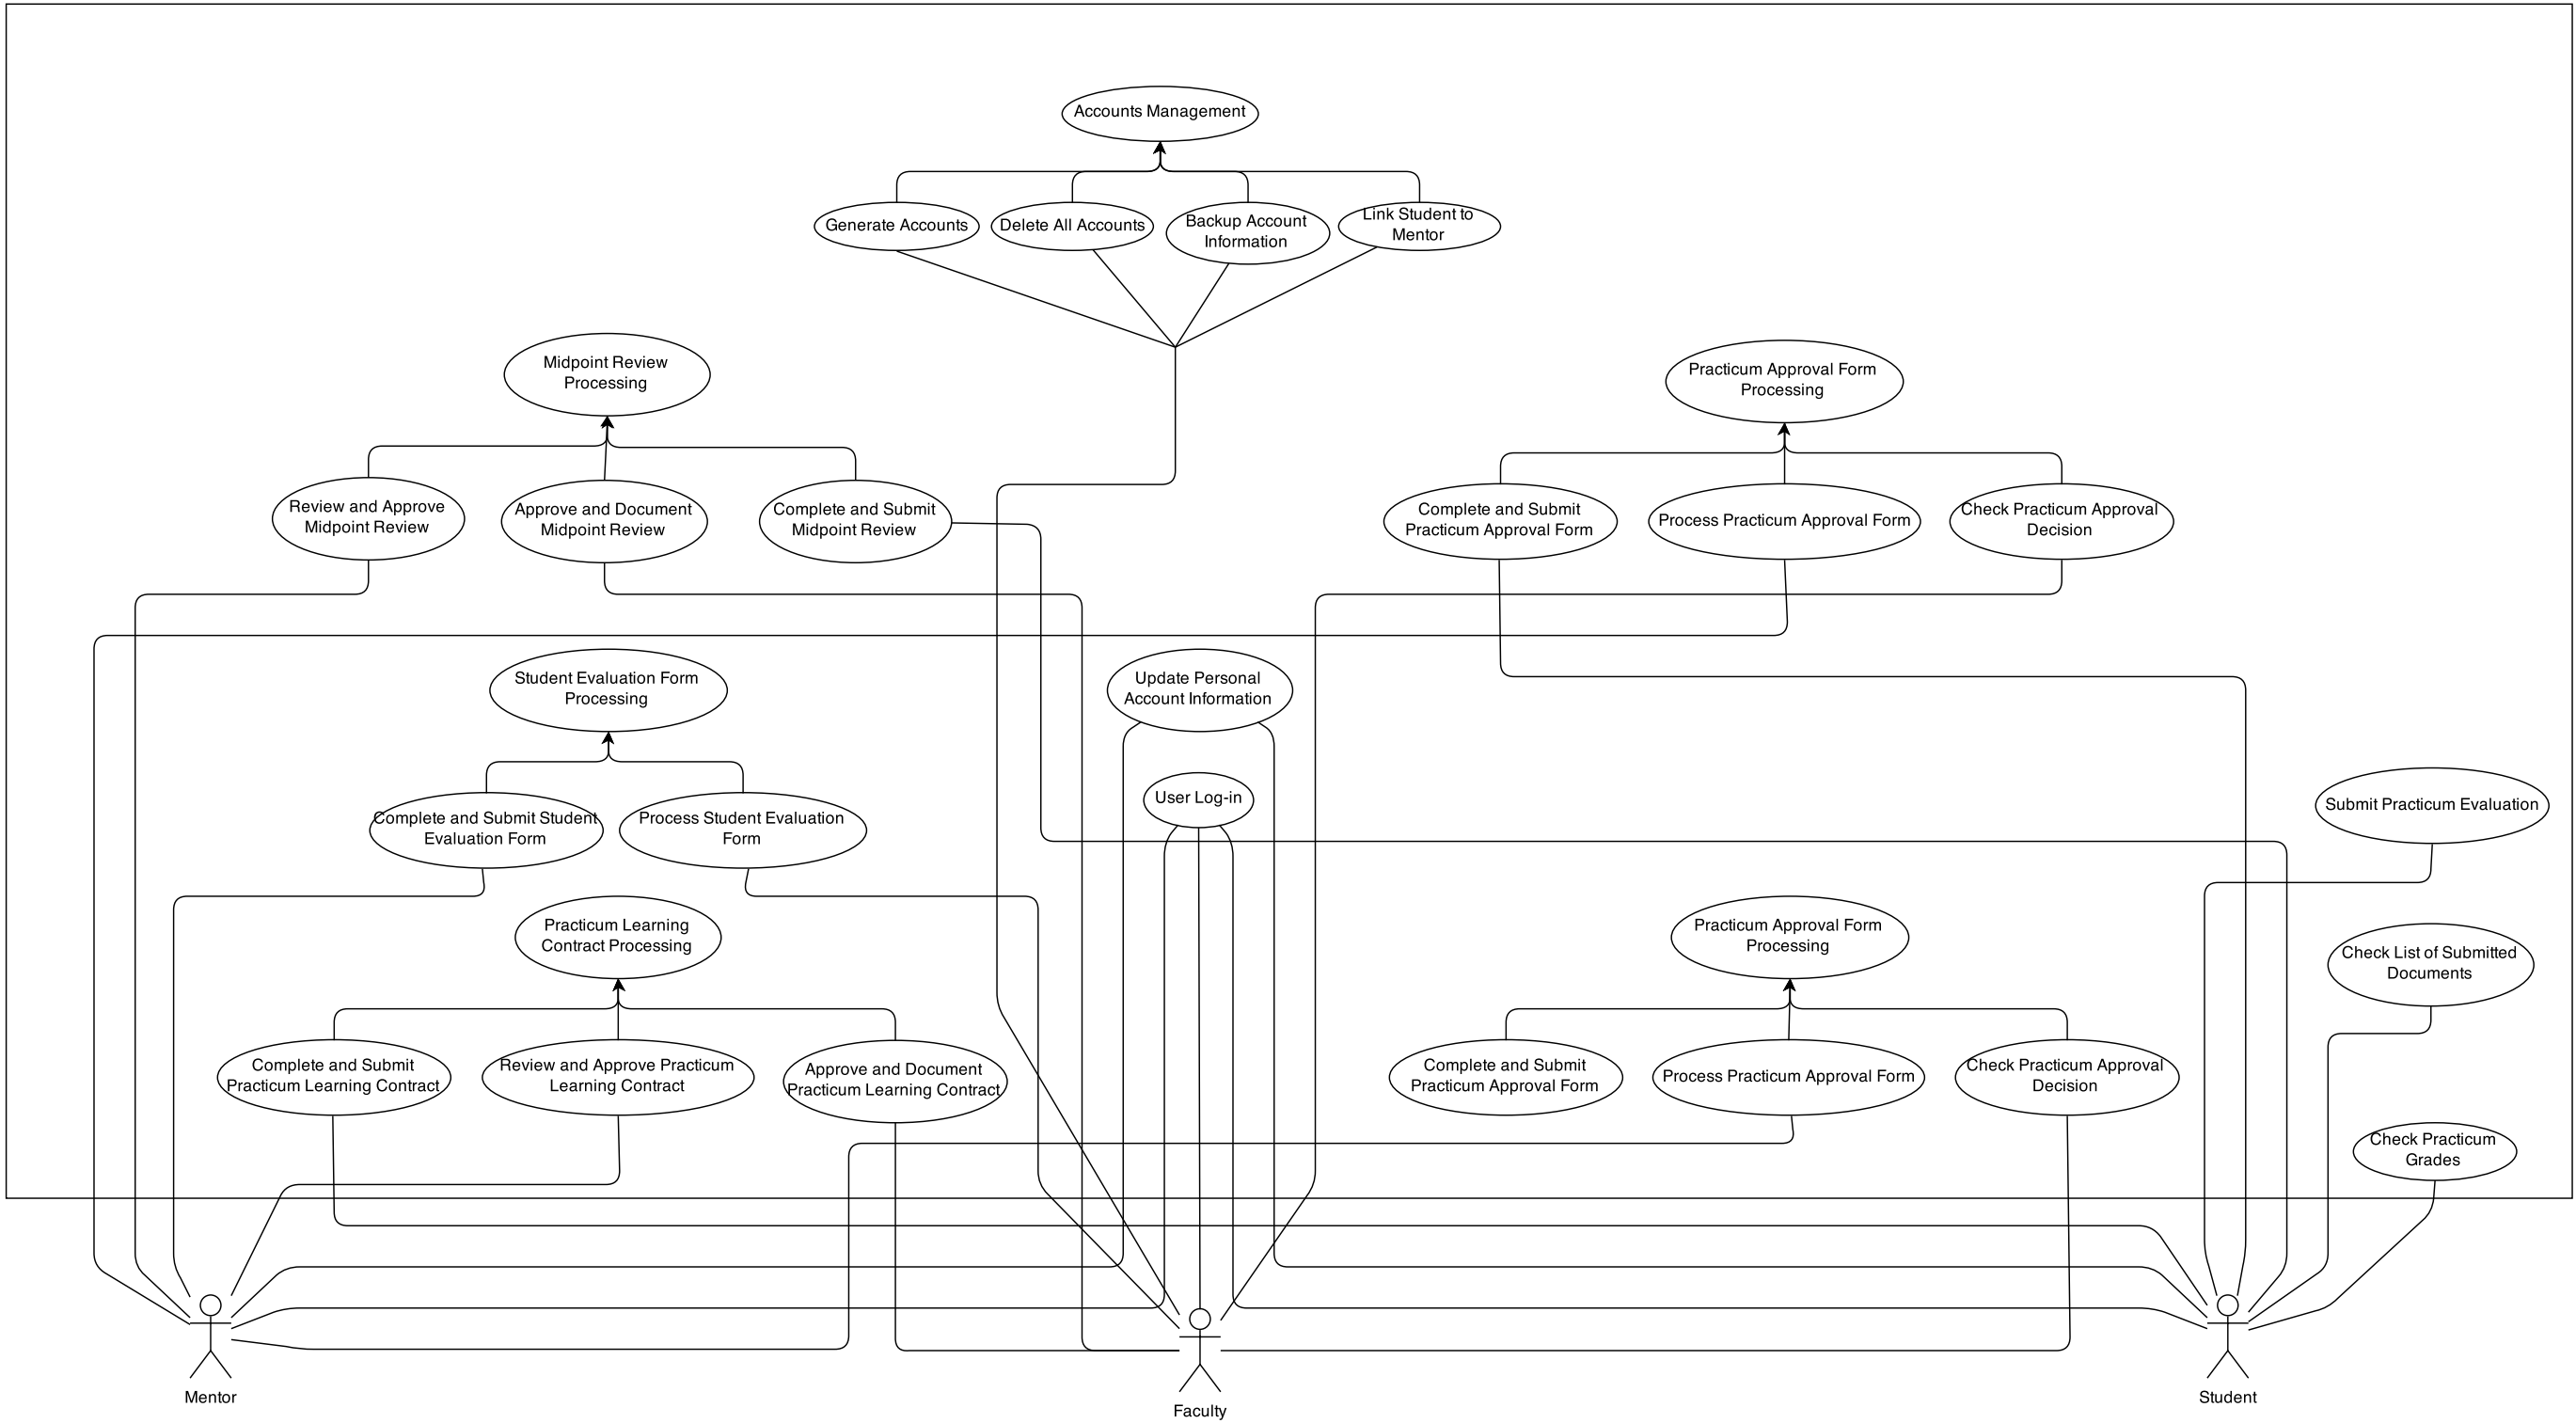 Accounts Management
Generate Accounts
Delete All Accounts
Backup Account
Information
Link Student to
Mentor
Midpoint Review
Processing
Practicum Approval Form
Processing
Review and Approve
Midpoint Review
Approve and Document
Midpoint Review
Complete and Submit
Midpoint Review
Complete and Submit
Practicum Approval Form
Process Practicum Approval Form
Check Practicum Approval
Decision
Student Evaluation Form
Processing
Update Personal
Account Information
User Log-in
Submit Practicum Evaluation
Complete and Submit Student
Evaluation Form
Process Student Evaluation
Form
Practicum Learning
Contract Processing
Practicum Approval Form
Processing
Check List of Submitted
Documents
Complete and Submit
Practicum Learning Contract
Review and Approve Practicum
Learning Contract
Approve and Document
Practicum Learning Contract
Complete and Submit
Practicum Approval Form
Process Practicum Approval Form
Check Practicum Approval
Decision
Check Practicum
Grades
Mentor
Faculty
Student